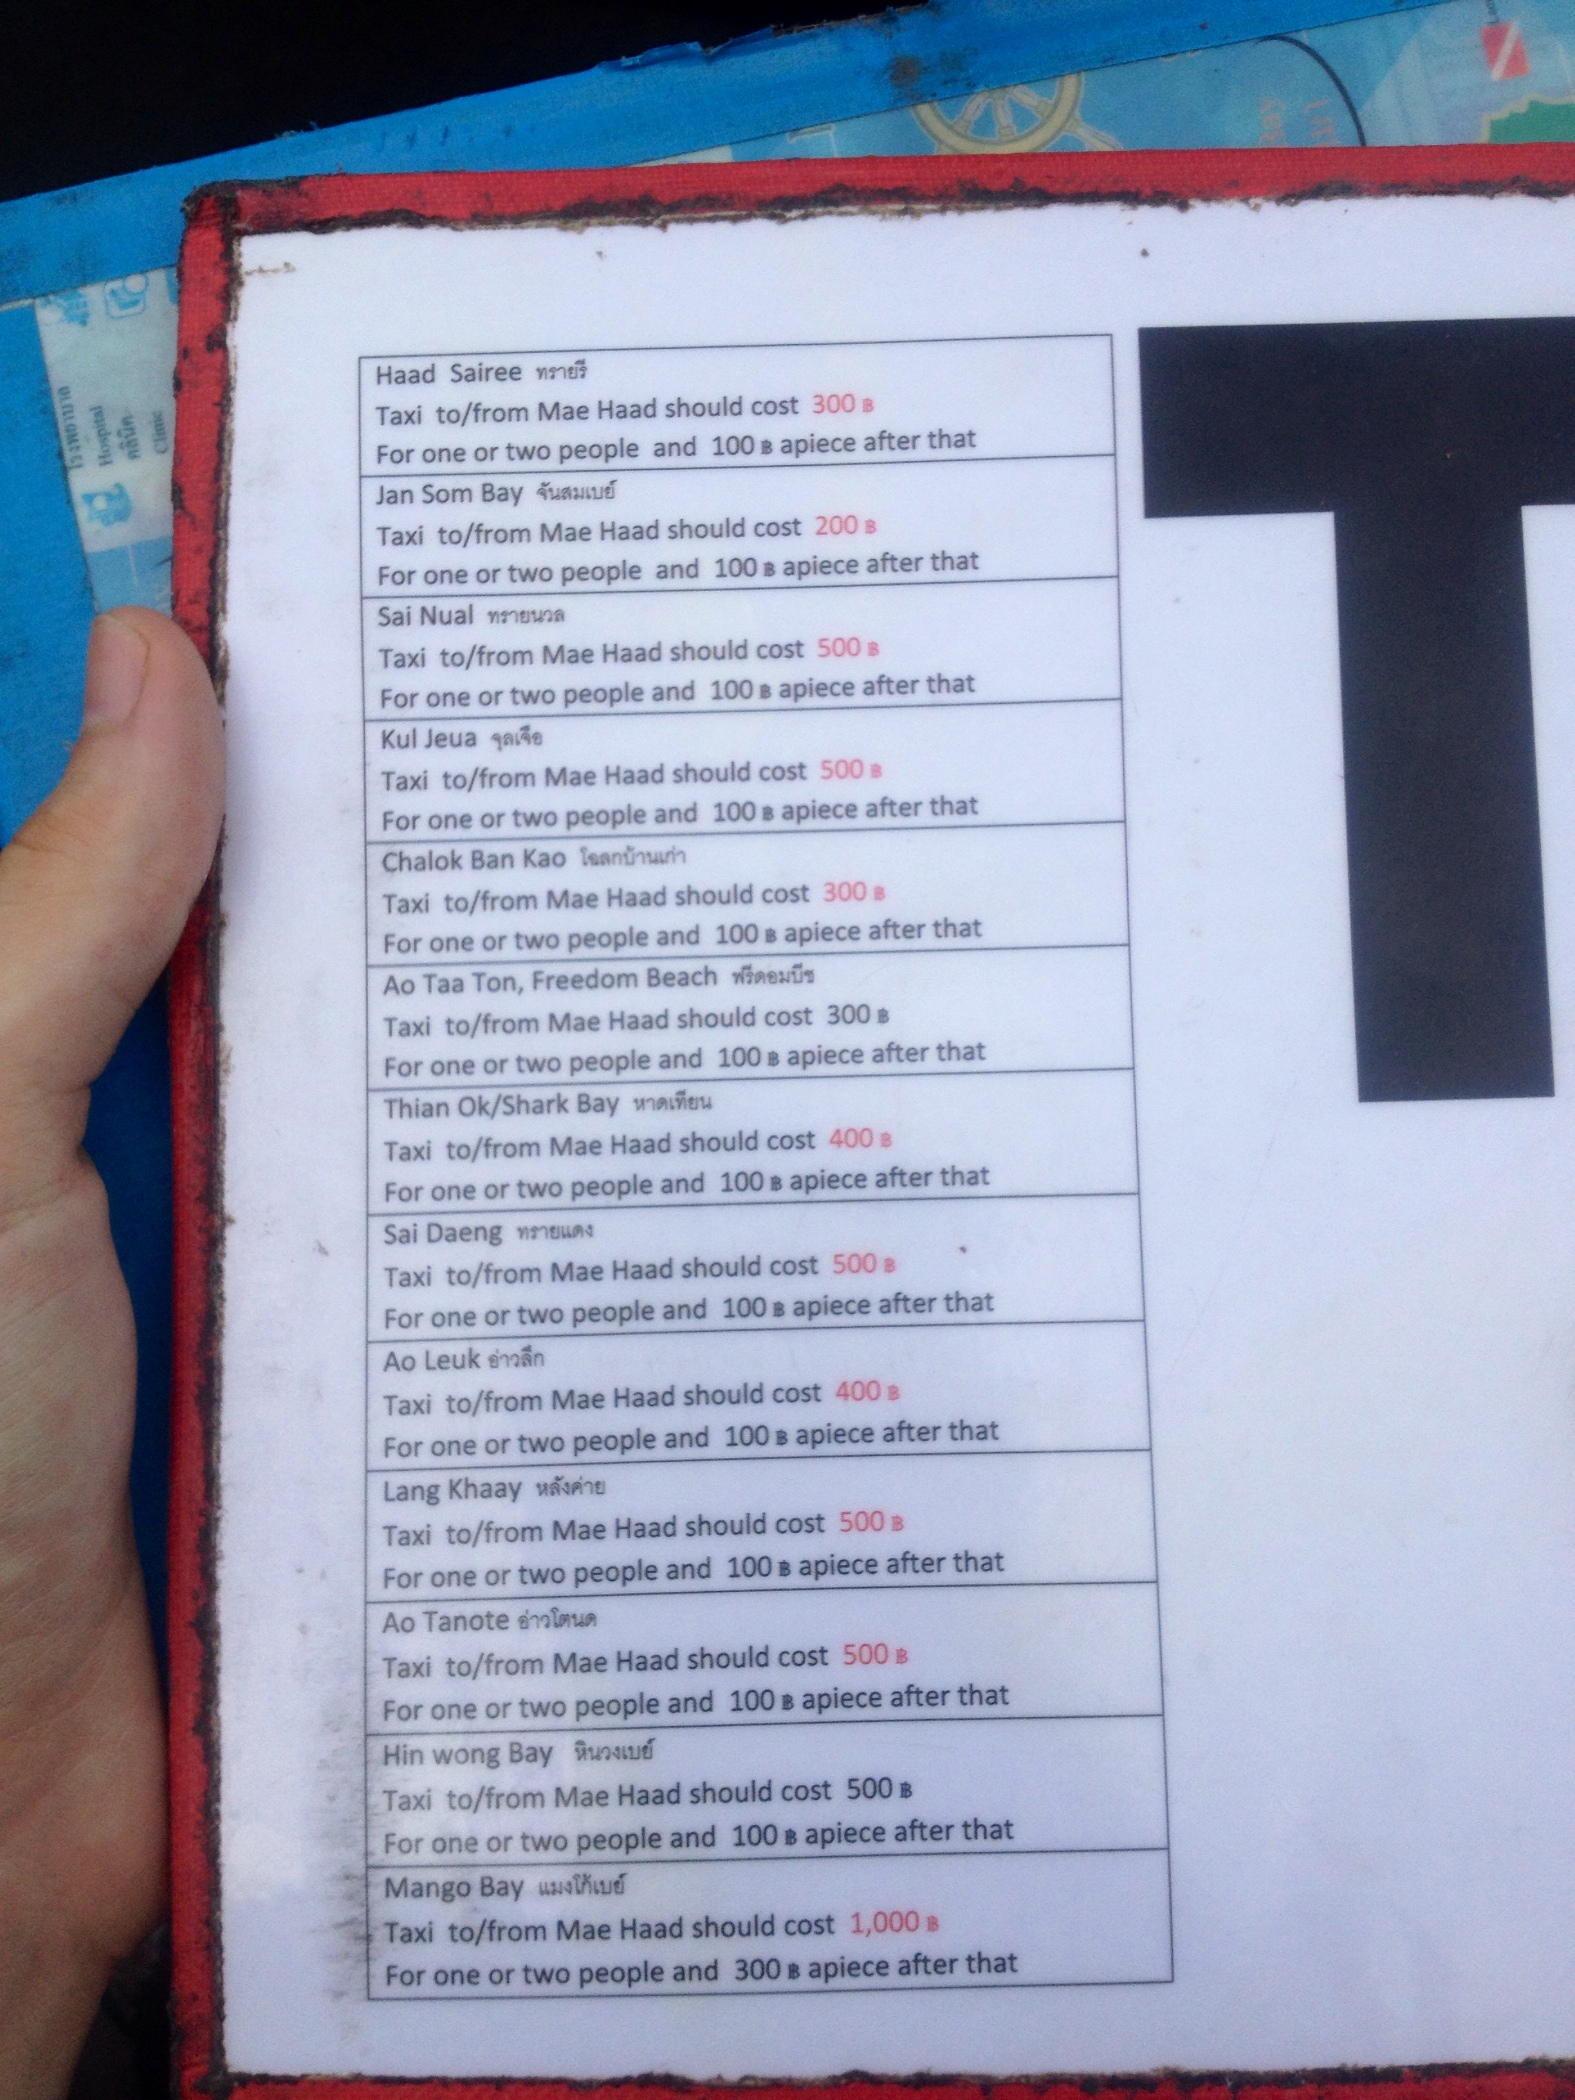 โรงพยาบาล
Hospital
คลินิค
Clinic
Haad Sairee ทรายรี
Taxi to/from Mae Haad should cost 300 ฿
For one or two people and 100 ฿ apiece after that
Jan Som Bay จันสมเบย์
Taxi to/from Mae Haad should cost 200 ฿
For one or two people and 100 ฿ apiece after that
Sai Nual ทรายนวล
Taxi to/from Mae Haad should cost 500 ฿
For one or two people and 100 ฿ apiece after that
Kul Jeua จุลเจือ
Taxi to/from Mae Haad should cost 500 ฿
For one or two people and 100 ฿ apiece after that
Chalok Ban Kao โฉลกบ้านเก่า
Taxi to/from Mae Haad should cost 300 ฿
For one or two people and 100 ฿ apiece after that
Ao Taa Ton, Freedom Beach ฟรีดอมบีช
Taxi to/from Mae Haad should cost 300 ฿
For one or two people and 100 ฿ apiece after that
Thian Ok/Shark Bay หาดเทียน
Taxi to/from Mae Haad should cost 400 ฿
For one or two people and 100 ฿ apiece after that
Sai Daeng ทรายแดง
Taxi to/from Mae Haad should cost 500 ฿
For one or two people and 100 ฿ apiece after that
Ao Leuk อ่าวลึก
Taxi to/from Mae Haad should cost 400 ฿
For one or two people and 100 ฿ apiece after that
Lang Khaay หลังค่าย
Taxi to/from Mae Haad should cost 500 ฿
For one or two people and 100 ฿ apiece after that
Ao Tanote อ่าวโตนด
Taxi to/from Mae Haad should cost 500 ฿
For one or two people and 100 ฿ apiece after that
Hin wong Bay หินวงเบย์
Taxi to/from Mae Haad should cost 500 ฿
For one or two people and 100 ฿ apiece after that
Mango Bay แมงโก้เบย์
Taxi to/from Mae Haad should cost 1,000 ฿
For one or two people and 300 ฿ apiece after that
T